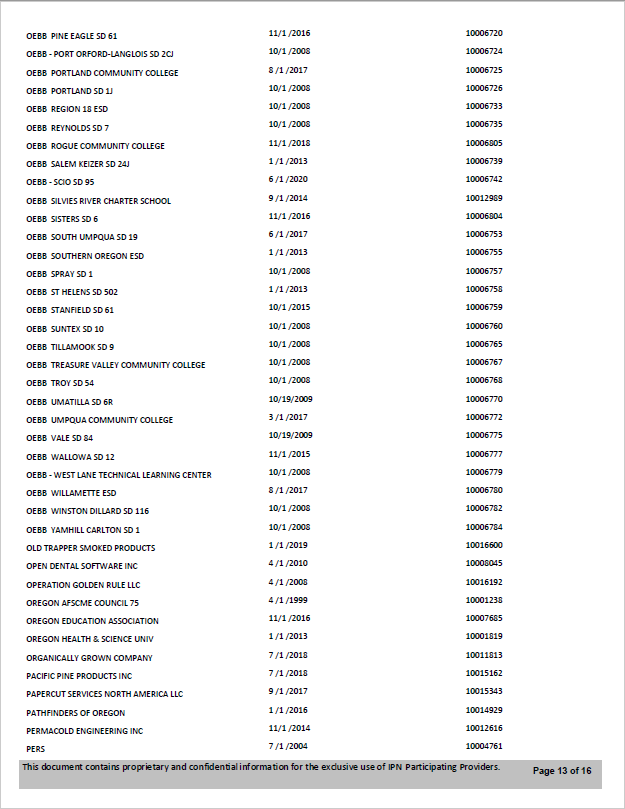 OEBB PINE EAGLE SD 61 11/1 /2016 10006720
OEBB - PORT ORFORD-LANGLOIS SD 2CJ 10/1 /2008 10006724
OEBB PORTLAND COMMUNITY COLLEGE 8 /1 /2017 10006725
OEBB PORTLAND SD 1J 10/1 /2008 10006726
OEBB REGION 18 ESD 10/1 /2008 10006733
OEBB REYNOLDS SD 7 10/1 /2008 10006735
OEBB ROGUE COMMUNITY COLLEGE 11/1 /2018 10006805
OEBB SALEM KEIZER SD 24J 1 /1 /2013 10006739
OEBB - SCIO SD 95 6 /1 /2020 10006742
OEBB SILVIES RIVER CHARTER SCHOOL 9 /1 /2014 10012989
OEBB SISTERS SD 6 11/1 /2016 10006804
OEBB SOUTH UMPQUA SD 19 6 /1 /2017 10006753
OEBB SOUTHERN OREGON ESD 1 /1 /2013 10006755
OEBB SPRAY SD 1 10/1 /2008 10006757
OEBB ST HELENS SD 502 1 /1 /2013 10006758
OEBB STANFIELD SD 61 10/1 /2015 10006759
OEBB SUNTEX SD 10 10/1 /2008 10006760
OEBB TILLAMOOK SD 9 10/1 /2008 10006765
OEBB TREASURE VALLEY COMMUNITY COLLEGE 10/1 /2008 10006767
OEBB TROY SD 54 10/1 /2008 10006768
OEBB UMATILLA SD 6R 10/19/2009 10006770
OEBB UMPQUA COMMUNITY COLLEGE 3 /1 /2017 10006772
OEBB VALE SD 84 10/19/2009 10006775
OEBB WALLOWA SD 12 11/1 /2015 10006777
OEBB - WEST LANE TECHNICAL LEARNING CENTER 10/1 /2008 10006779
OEBB WILLAMETTE ESD 8 /1 /2017 10006780
OEBB WINSTON DILLARD SD 116 10/1 /2008 10006782
OEBB YAMHILL CARLTON SD 1 10/1 /2008 10006784
OLD TRAPPER SMOKED PRODUCTS 1 /1 /2019 10016600
OPEN DENTAL SOFTWARE INC 4 /1 /2010 10008045
OPERATION GOLDEN RULE LLC 4 /1 /2008 10016192
OREGON AFSCME COUNCIL 75 4 /1 /1999 10001238
OREGON EDUCATION ASSOCIATION 11/1 /2016 10007685
OREGON HEALTH & SCIENCE UNIV 1 /1 /2013 10001819
ORGANICALLY GROWN COMPANY 7 /1 /2018 10011813
PACIFIC PINE PRODUCTS INC 7 /1 /2018 10015162
PAPERCUT SERVICES NORTH AMERICA LLC 9 /1 /2017 10015343
PATHFINDERS OF OREGON 1 /1 /2016 10014929
PERMACOLD ENGINEERING INC 11/1 /2014 10012616
PERS 7 /1 /2004 10004761
This document contains proprietary and confidential information for the exclusive use of IPN Participating Providers. Page 13 of 16